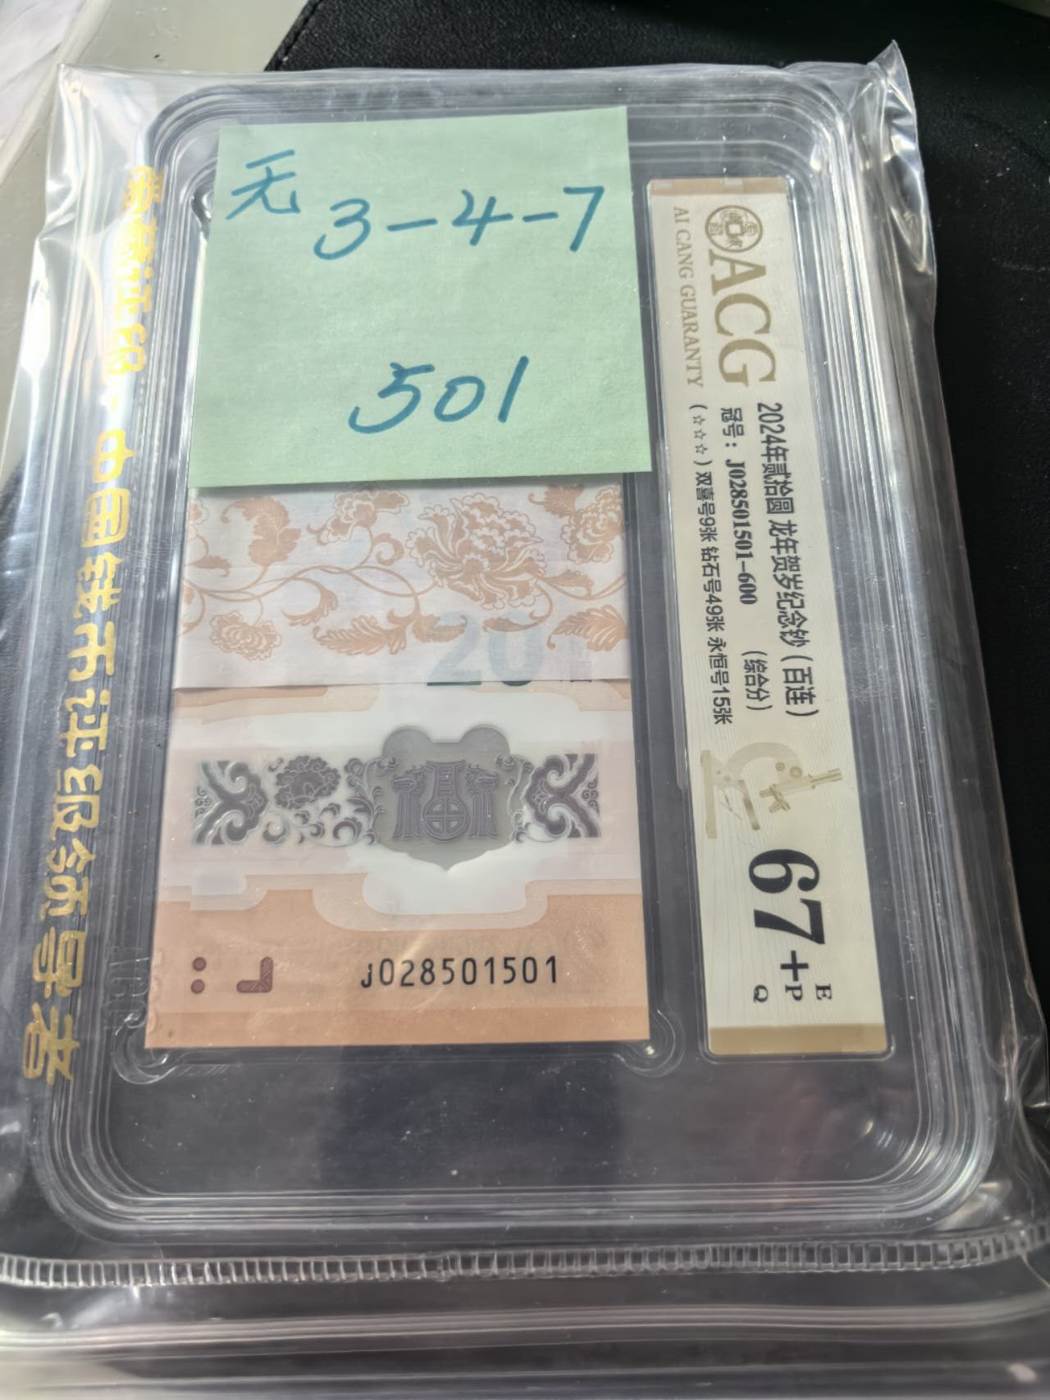 无 3-4-7
501
ACG
AI CANG GUARANTY
2024年贰拾圆 龙年贺岁纪念钞（百连）
冠号：J028501501-600 （综合分）
（☆☆☆）双喜号9张 钻石号49张 永恒号15张
67+
E
P
Q
20
福
J028501501
中国钱币评级领导者